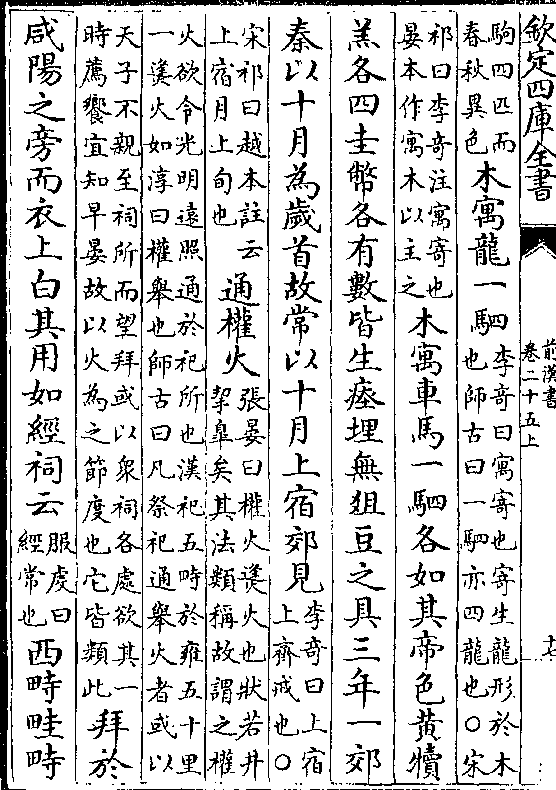 欽定四庫全書
前漢書
卷二十五上
十七
駒四匹而
春秋異色
木寓龍一駟
李奇曰寓寄也寄生龍形於木
也師古曰一駟亦四龍也○宋
祁曰李奇注寓寄也
晏本作寓木以主之
木寓車馬一駟各如其帝色黃犢
羔各四圭幣各有數皆生瘞埋無俎豆之具三年一郊
秦以十月為歲首故常以十月上宿郊見
李奇曰上宿
上齊戒也○
宋祁曰越本註云
上宿月上旬也
通權火
張晏曰權火㷭火也狀若井
挈皐矣其法類稱故謂之權
火欲令光明遠照通於祀所也漢祀五畤於雍五十里
一㷭火如淳曰權舉也師古曰凡祭祀通舉火者或以
天子不親至祠所而望拜或以衆祠各處欲其一
時薦饗宜知早晏故以火為之節度也它皆類此
拜於
咸陽之旁而衣上白其用如經祠云
服虔曰
經常也
西畤畦畤